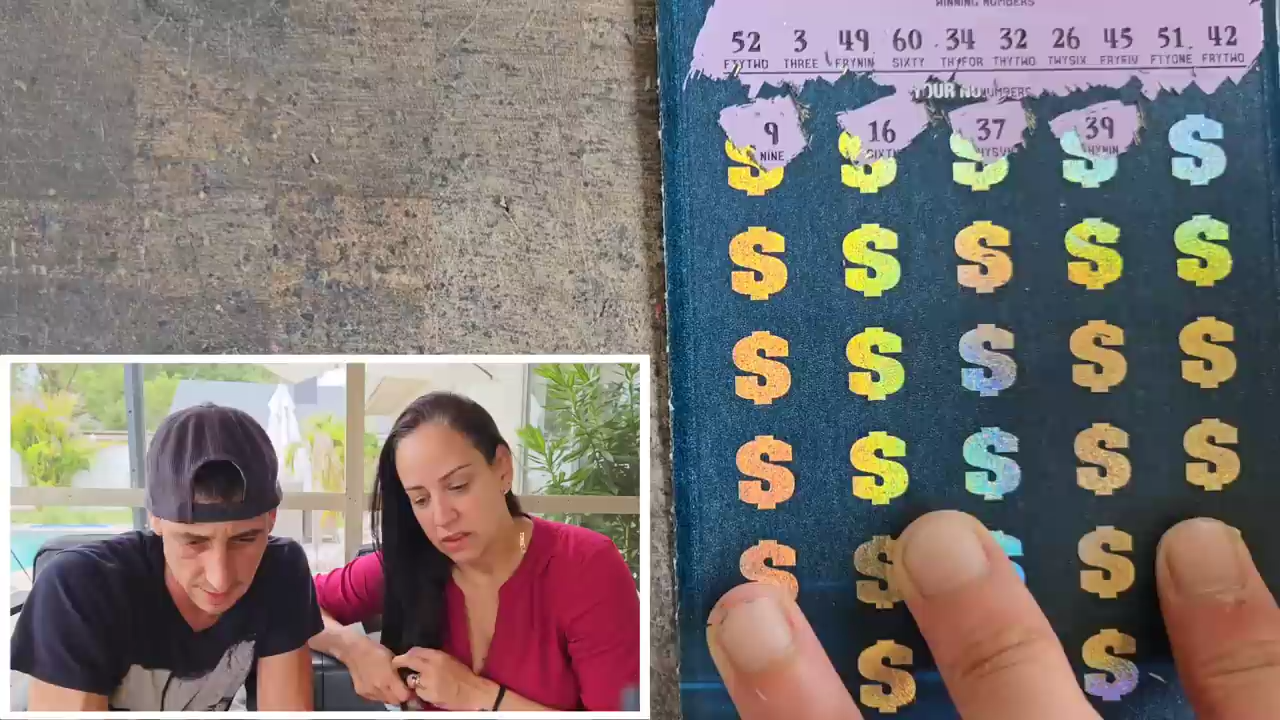 WINNING NUMBERS
52 3 49 60 34 32 26 45 51 42
FTYTWO THREE FRYNIN SIXTY THYFOR THYTWO TWYSIX FRYFIV FTYONE FRYTWO
YOUR NUMBERS
9 16 37 39
NINE
$ $ $ $ $
$ $ $ $ $
$ $ $ $ $
$ $ $ $ $
$ $ $
$ $